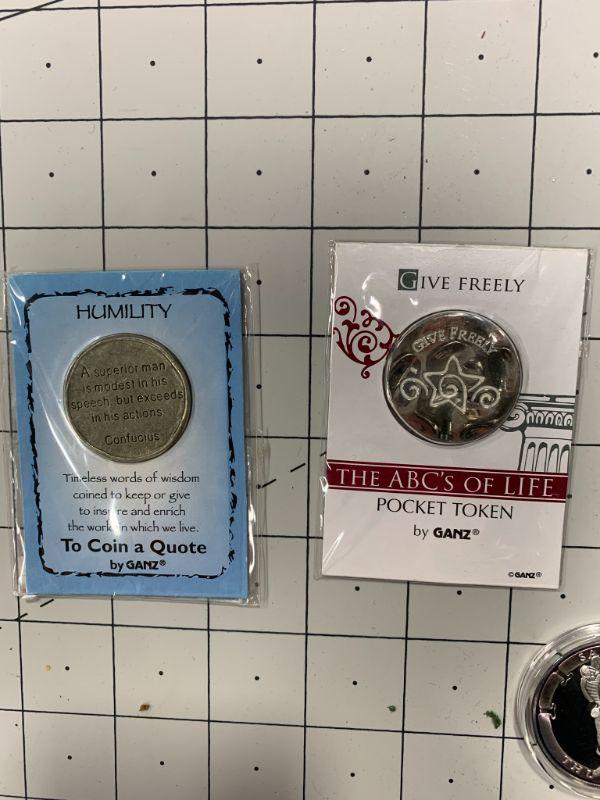 HUMILITY
A superior man
is modest in his
speech, but exceeds
in his actions
Confucius
Timeless words of wisdom
coined to keep or give
to inspire and enrich
the world in which we live.
To Coin a Quote
by GANZ®
GIVE FREELY
GIVE FREELY
THE ABC'S OF LIFE
POCKET TOKEN
by GANZ®
©GANZ®